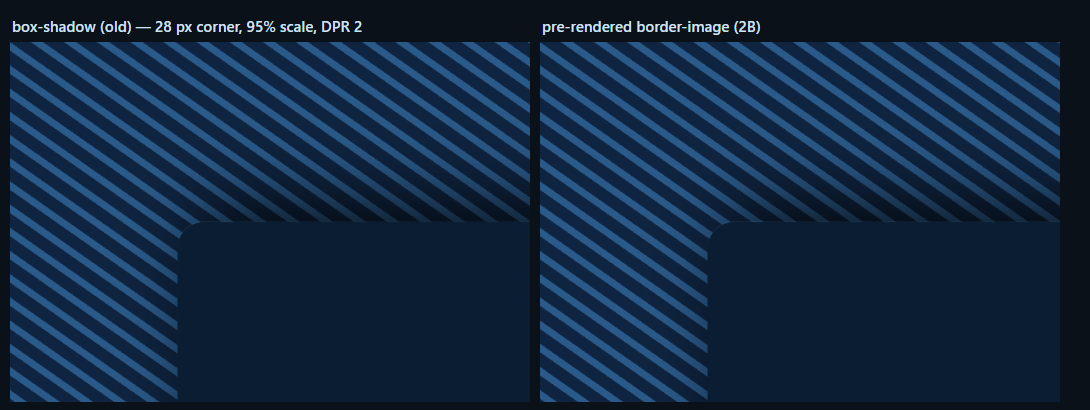 box-shadow (old) — 28 px corner, 95% scale, DPR 2
pre-rendered border-image (2B)